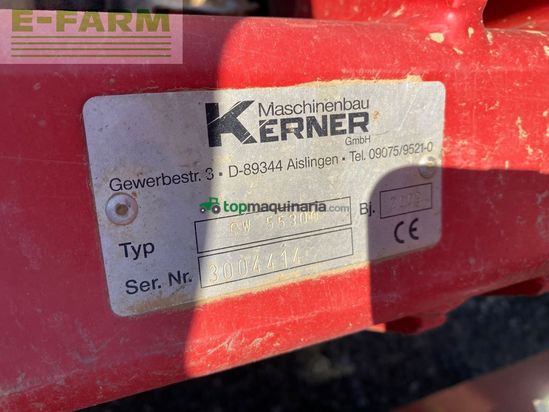 E-FARM
Maschinenbau
KERNER
GmbH
Gewerbestr. 3 • D-89344 Aislingen • Tel. 09075/9521-0
topmaquinaria.com
Typ
Bj.
Ser. Nr. 3004414
CE